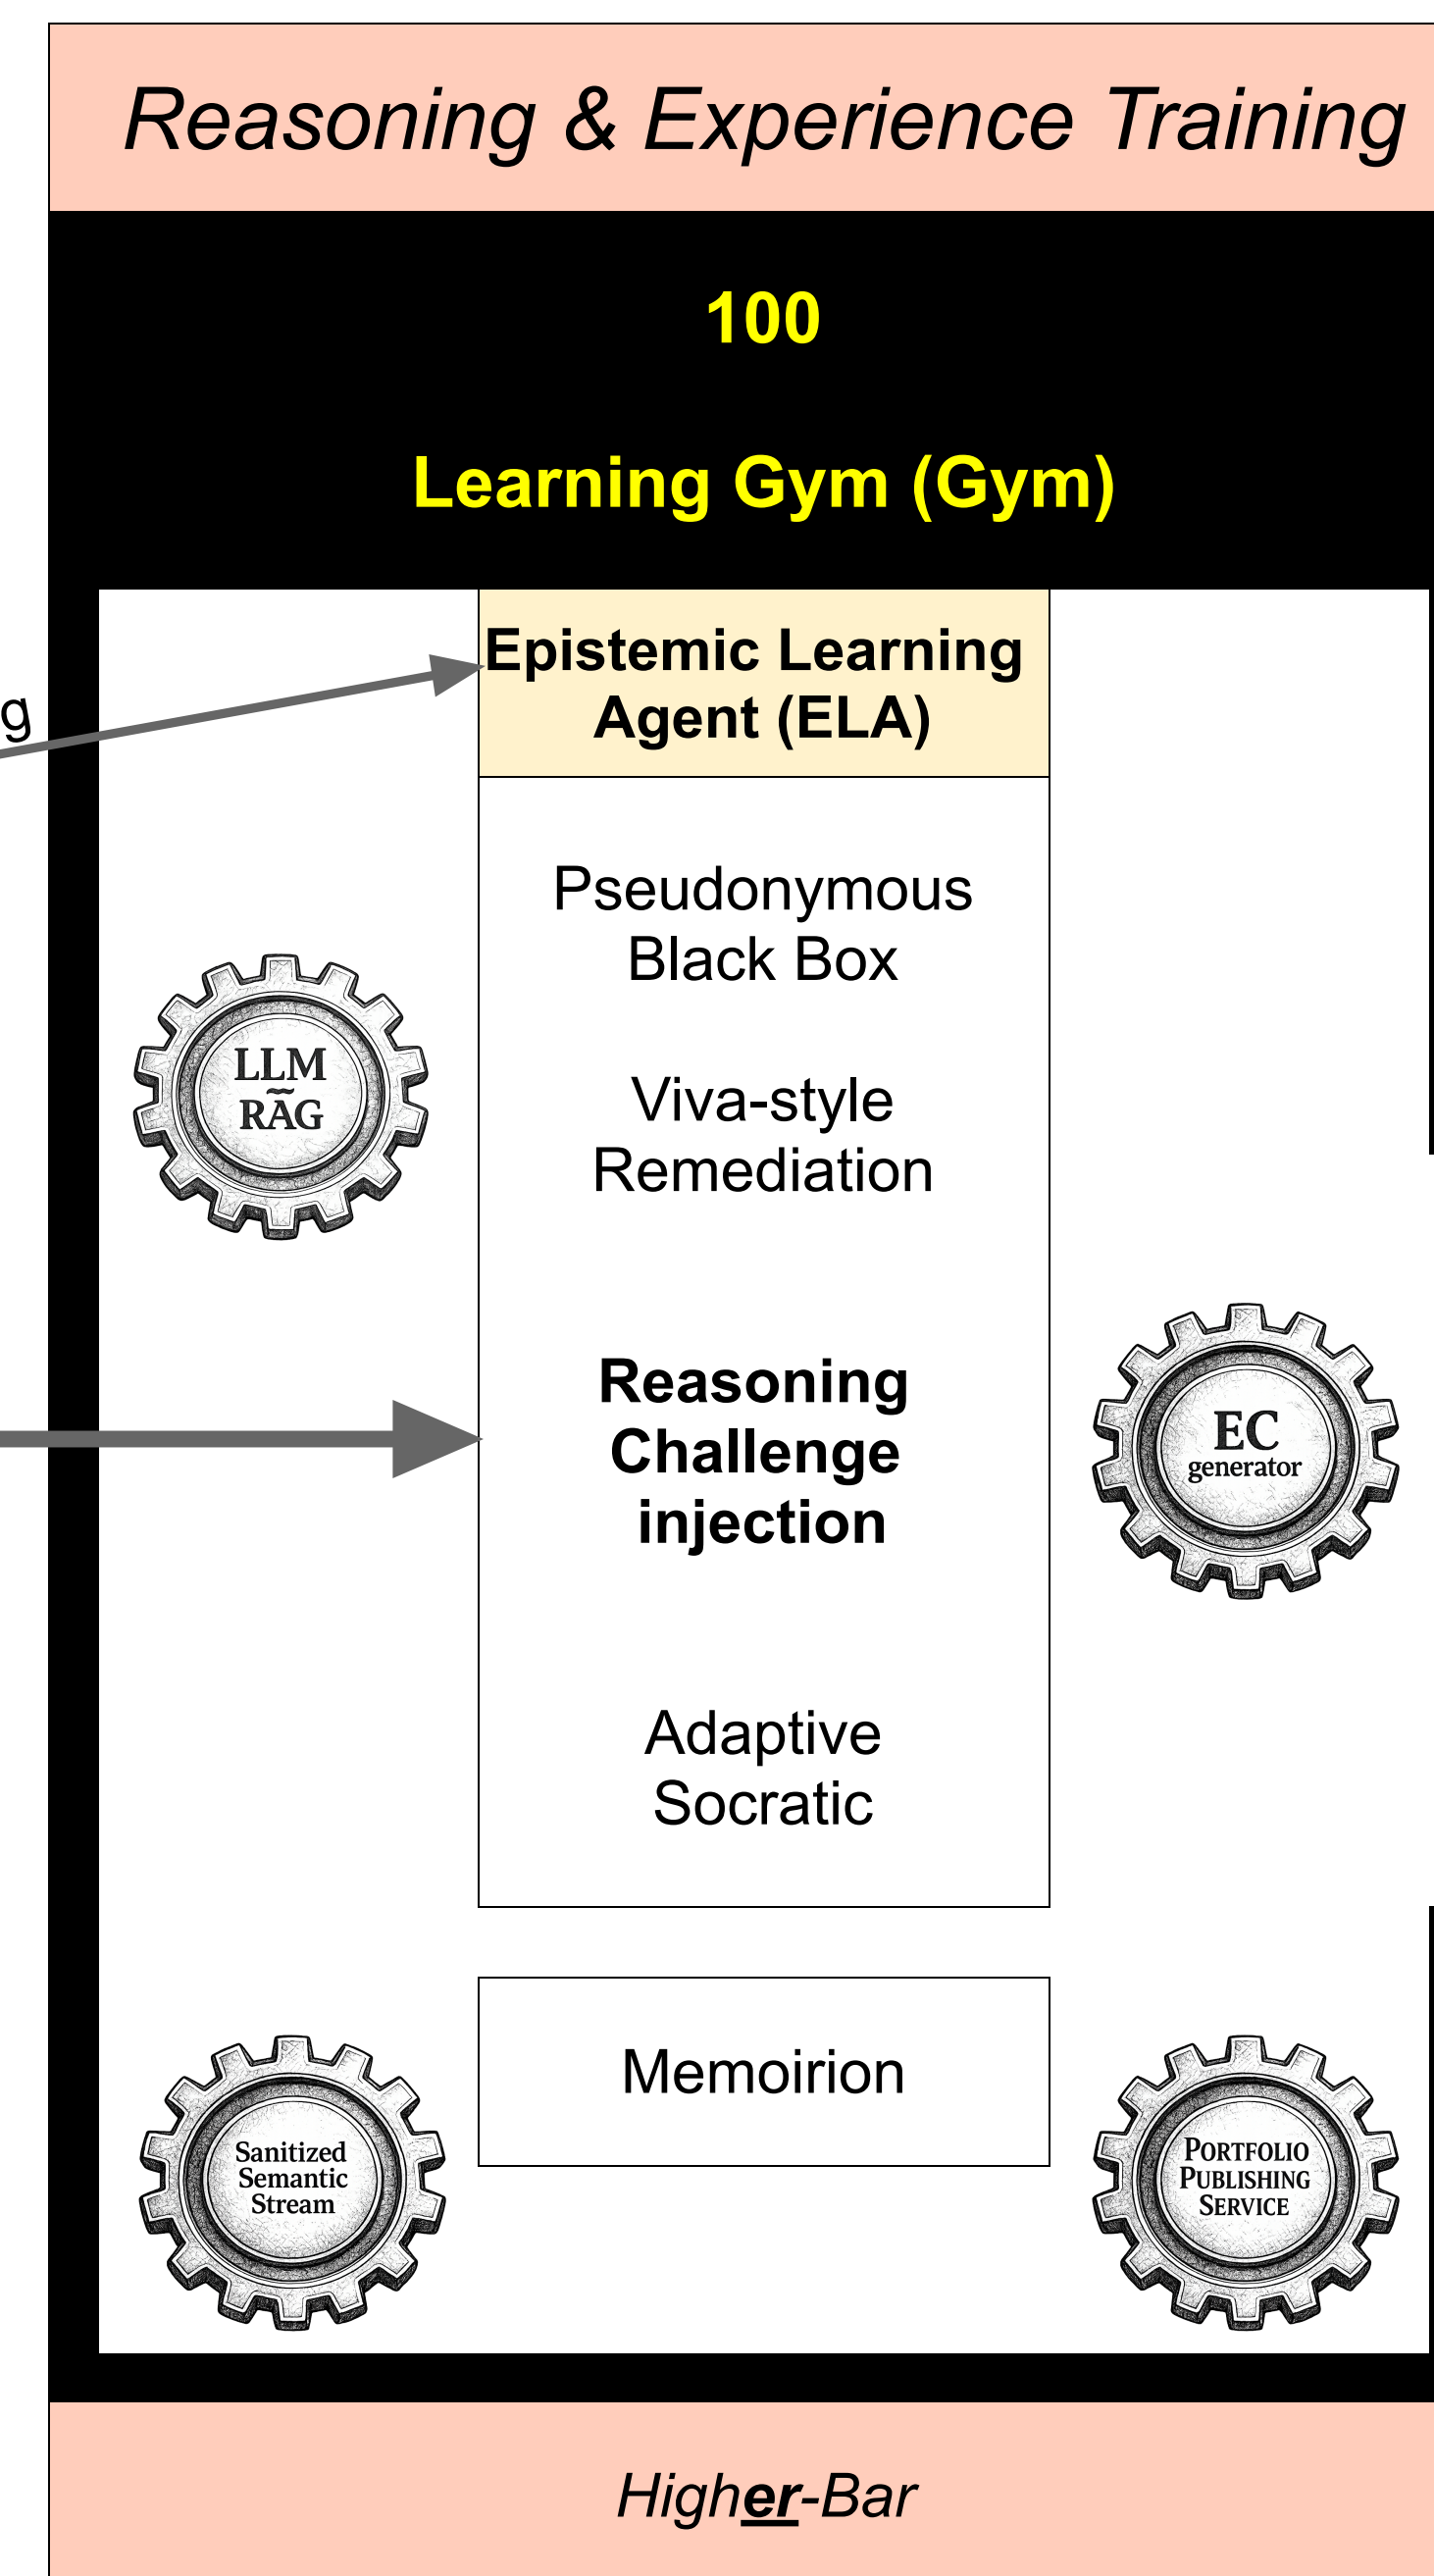 Reasoning & Experience Training
100
Learning Gym (Gym)
Epistemic Learning
Agent (ELA)
g
Pseudonymous
Black Box
LLM
~
RAG
Viva-style
Remediation
Reasoning
Challenge
injection
EC
generator
Adaptive
Socratic
Memoirion
Sanitized
Semantic
Stream
PORTFOLIO
PUBLISHING
SERVICE
Higher-Bar